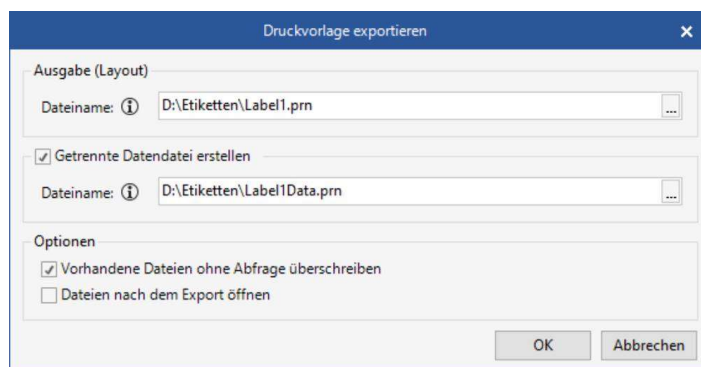 Druckvorlage exportieren
Ausgabe (Layout)
Dateiname: D:\Etiketten\Label1.prn ...
Getrennte Datendatei erstellen
Dateiname: D:\Etiketten\Label1Data.prn ...
Optionen
Vorhandene Dateien ohne Abfrage überschreiben
Dateien nach dem Export öffnen
OK Abbrechen